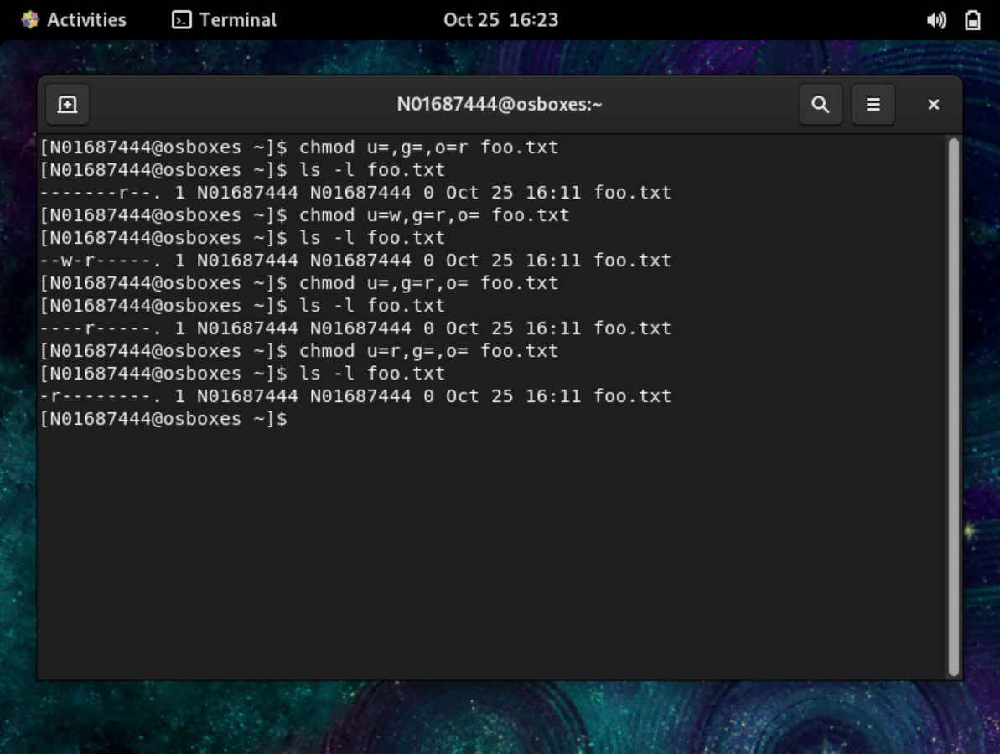 Activities Terminal Oct 25 16:23
N01687444@osboxes:~
[N01687444@osboxes ~]$ chmod u=,g=,o=r foo.txt
[N01687444@osboxes ~]$ ls -l foo.txt
-------r--. 1 N01687444 N01687444 0 Oct 25 16:11 foo.txt
[N01687444@osboxes ~]$ chmod u=w,g=r,o= foo.txt
[N01687444@osboxes ~]$ ls -l foo.txt
--w-r-----. 1 N01687444 N01687444 0 Oct 25 16:11 foo.txt
[N01687444@osboxes ~]$ chmod u=,g=r,o= foo.txt
[N01687444@osboxes ~]$ ls -l foo.txt
----r-----. 1 N01687444 N01687444 0 Oct 25 16:11 foo.txt
[N01687444@osboxes ~]$ chmod u=r,g=,o= foo.txt
[N01687444@osboxes ~]$ ls -l foo.txt
-r--------. 1 N01687444 N01687444 0 Oct 25 16:11 foo.txt
[N01687444@osboxes ~]$